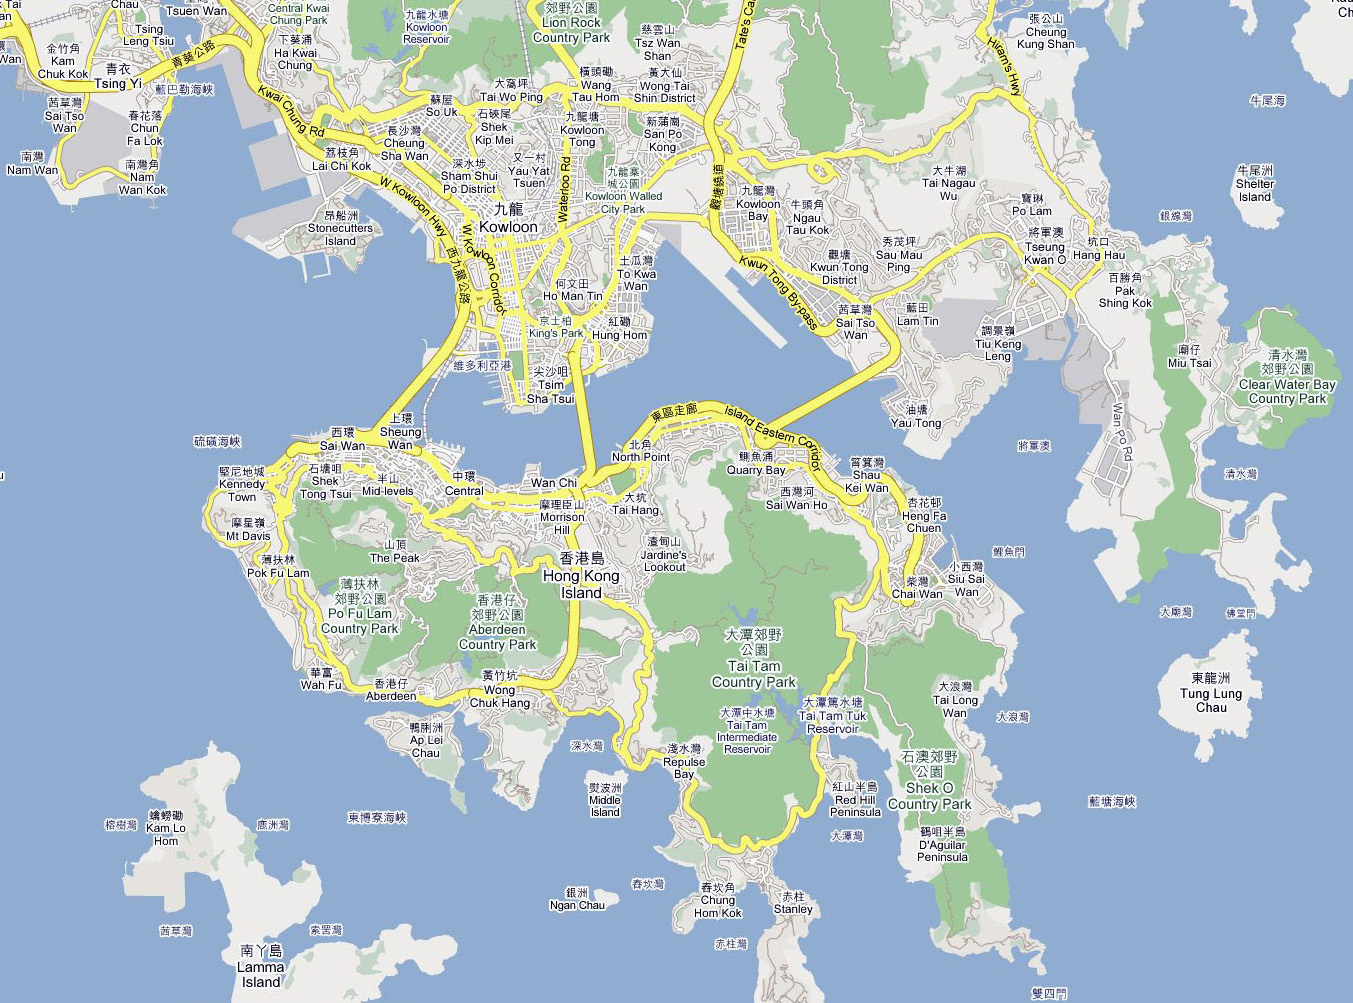 Tsuen Wan
Central Kwai
Chung Park
下葵涌
Ha Kwai
Chung
九龍水塘
Kowloon
Reservoir
郊野公園
Lion Rock
Country Park
慈雲山
Tsz Wan
Shan
Tate's Ca
張公山
Cheung
Kung Shan
Hiram's Hwy
Chau
Tsing
Leng Tsiu
金竹角
Kam
Chuk Kok
青衣
Tsing Yi
青葵公路
藍巴勒海峽
茜草灣
Sai Tso
Wan
春花落
Chun
Fa Lok
南灣
Nam Wan
南灣角
Nam
Wan Kok
Kwai Chung Rd
蘇屋
So Uk
大窩坪
Tai Wo Ping
橫頭磡
Wang
Tau Hom
黃大仙
Wong Tai
Shin District
牛尾海
長沙灣
Cheung
Sha Wan
石硤尾
Shek
Kip Mei
九龍塘
Kowloon
Tong
新蒲崗
San Po
Kong
荔枝角
Lai Chi Kok
深水埗
Sham Shui
Po District
又一村
Yau Yat
Tsuen
九龍寨
城公園
Kowloon Walled
City Park
觀塘繞道
Waterloo Rd
W Kowloon Hwy
W Kowloon Corridor
西九龍公路
昂船洲
Stonecutters
Island
九龍
Kowloon
九龍灣
Kowloon
Bay
牛頭角
Ngau
Tau Kok
大牛湖
Tai Nagau
Wu
寶琳
Po Lam
將軍澳
Tseung
Kwan O
坑口
Hang Hau
牛尾洲
Shelter
Island
銀線灣
土瓜灣
To Kwa
Wan
何文田
Ho Man Tin
觀塘
Kwun Tong
District
秀茂坪
Sau Mau
Ping
百勝角
Pak
Shing Kok
Kwun Tong By-pass
茜草灣
Sai Tso
Wan
藍田
Lam Tin
調景嶺
Tiu Keng
Leng
京士柏
King's Park
紅磡
Hung Hom
維多利亞港
尖沙咀
Tsim
Sha Tsui
廟仔
Miu Tsai
清水灣
郊野公園
Clear Water Bay
Country Park
油塘
Yau Tong
Wan Po Rd
將軍澳
清水灣
硫磺海峽
西環
Sai Wan
上環
Sheung
Wan
東區走廊
Island Eastern Corridor
北角
North Point
鰂魚涌
Quarry Bay
筲箕灣
Shau
Kei Wan
堅尼地城
Kennedy
Town
石塘咀
Shek
Tong Tsui
半山
Mid-levels
中環
Central
Wan Chi
大坑
Tai Hang
西灣河
Sai Wan Ho
杏花邨
Heng Fa
Chuen
摩星嶺
Mt Davis
摩理臣山
Morrison
Hill
山頂
The Peak
渣甸山
Jardine's
Lookout
鯉魚門
薄扶林
Pok Fu Lam
香港島
Hong Kong
Island
柴灣
Chai Wan
小西灣
Siu Sai
Wan
薄扶林
郊野公園
Po Fu Lam
Country Park
香港仔
郊野公園
Aberdeen
Country Park
大廟灣
佛堂門
大潭郊野
公園
Tai Tam
Country Park
華富
Wah Fu
香港仔
Aberdeen
黃竹坑
Wong
Chuk Hang
大浪灣
Tai Long
Wan
大浪灣
東龍洲
Tung Lung
Chau
鴨脷洲
Ap Lei
Chau
深水灣
淺水灣
Repulse
Bay
大潭中水塘
Tai Tam
Intermediate
Reservoir
大潭篤水塘
Tai Tam Tuk
Reservoir
石澳郊野
公園
Shek O
Country Park
熨波洲
Middle
Island
紅山半島
Red Hill
Peninsula
大潭灣
藍塘海峽
榕樹灣
Kam Lo
Hom
鹿洲灣
東博寮海峽
鶴咀半島
D'Aguilar
Peninsula
銀洲
Ngan Chau
舂坎灣
舂坎角
Chung
Hom Kok
赤柱
Stanley
赤柱灣
茜草灣
索罟灣
南丫島
Lamma
Island
雙四門